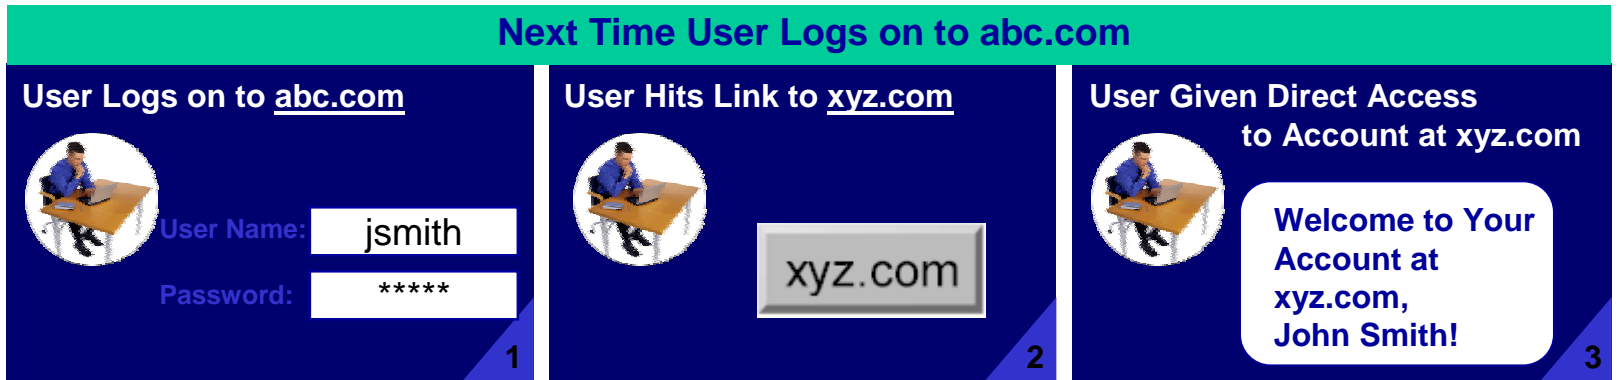 Next Time User Logs on to abc.com
User Logs on to abc.com
User Name:
jsmith
Password:
*****
1
User Hits Link to xyz.com
xyz.com
2
User Given Direct Access
to Account at xyz.com
Welcome to Your
Account at
xyz.com,
John Smith!
3